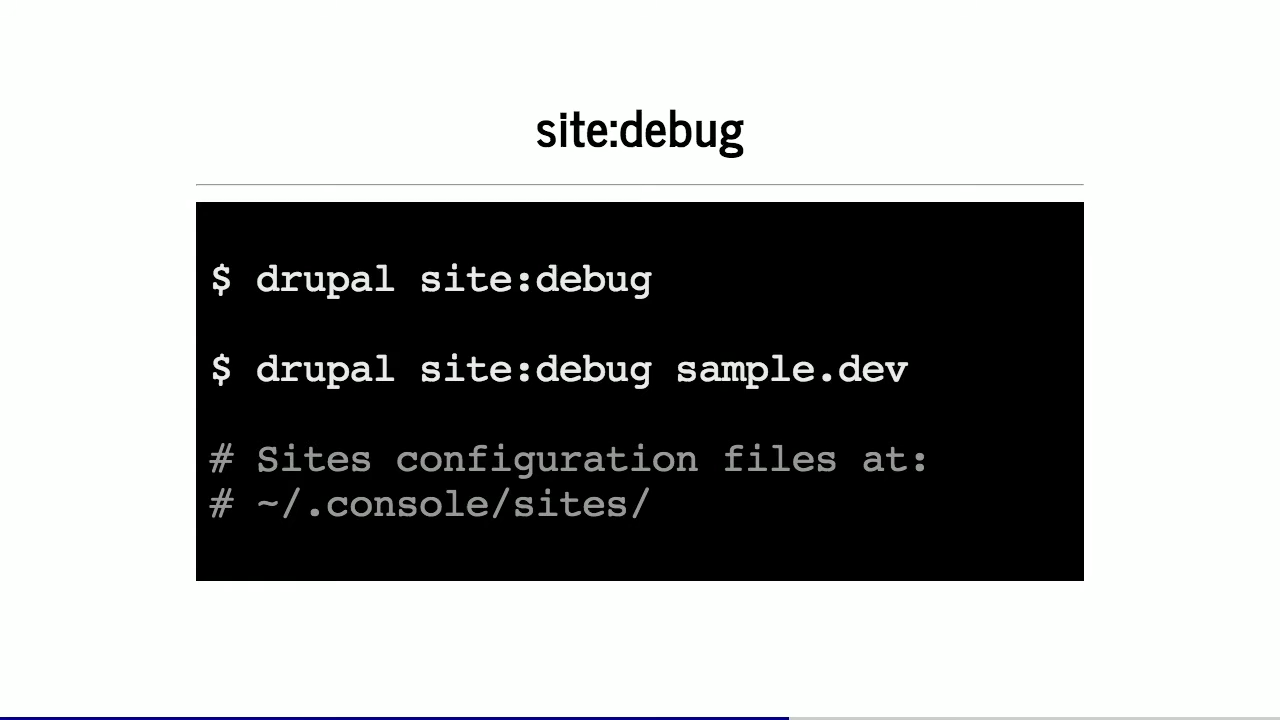 site:debug
$ drupal site:debug
$ drupal site:debug sample.dev
# Sites configuration files at:
# ~/.console/sites/